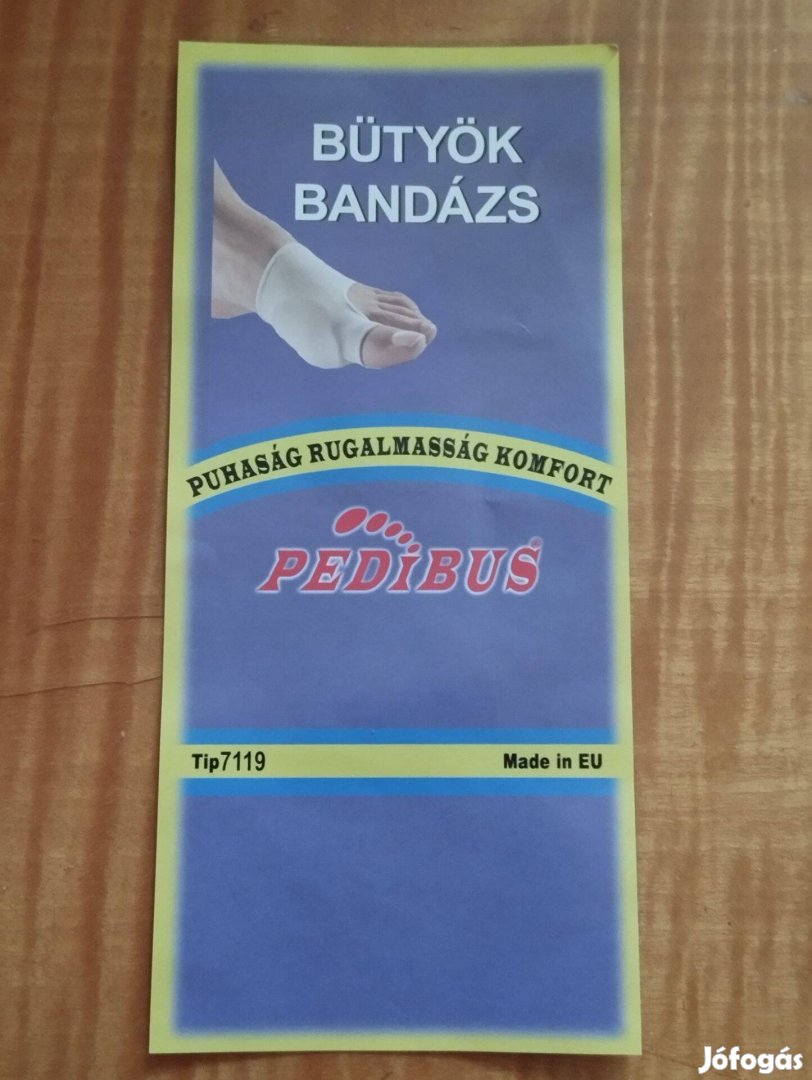 BÜTYÖK
BANDÁZS
PUHASÁG RUGALMASSÁG KOMFORT
PEDIBUS®
Tip7119 Made in EU
Jófogás